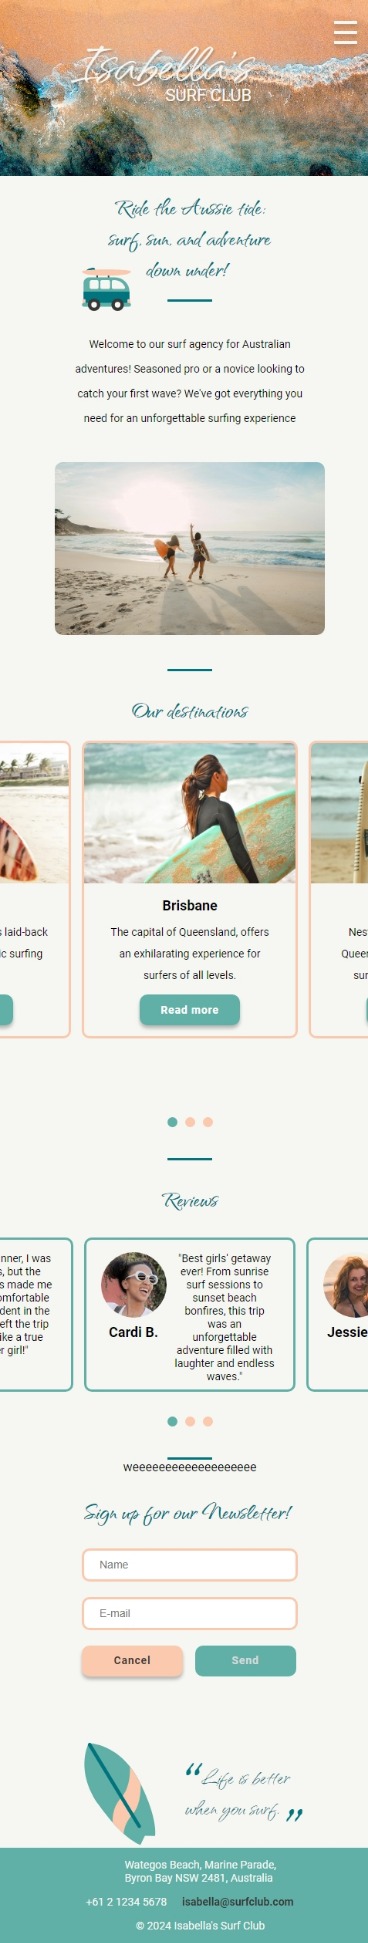 Isabella's
SURF CLUB
Ride the Aussie tide:
surf, sun, and adventure
down under!
Welcome to our surf agency for Australian
adventures! Seasoned pro or a novice looking to
catch your first wave? We've got everything you
need for an unforgettable surfing experience
Our destinations
s laid-back
ic surfing
Brisbane
The capital of Queensland, offers
an exhilarating experience for
surfers of all levels.
Read more
Nes
Queen
sur
Reviews
nner, I was
s, but the
s made me
omfortable
dent in the
eft the trip
ike a true
r girl!"
Cardi B.
"Best girls' getaway
ever! From sunrise
surf sessions to
sunset beach
bonfires, this trip
was an
unforgettable
adventure filled with
laughter and endless
waves."
Jessie
weeeeeeeeeeeeeeeeeee
Sign up for our Newsletter!
Name
E-mail
Cancel
Send
“Life is better
when you surf.”
Wategos Beach, Marine Parade,
Byron Bay NSW 2481, Australia
+61 2 1234 5678 isabella@surfclub.com
© 2024 Isabella's Surf Club